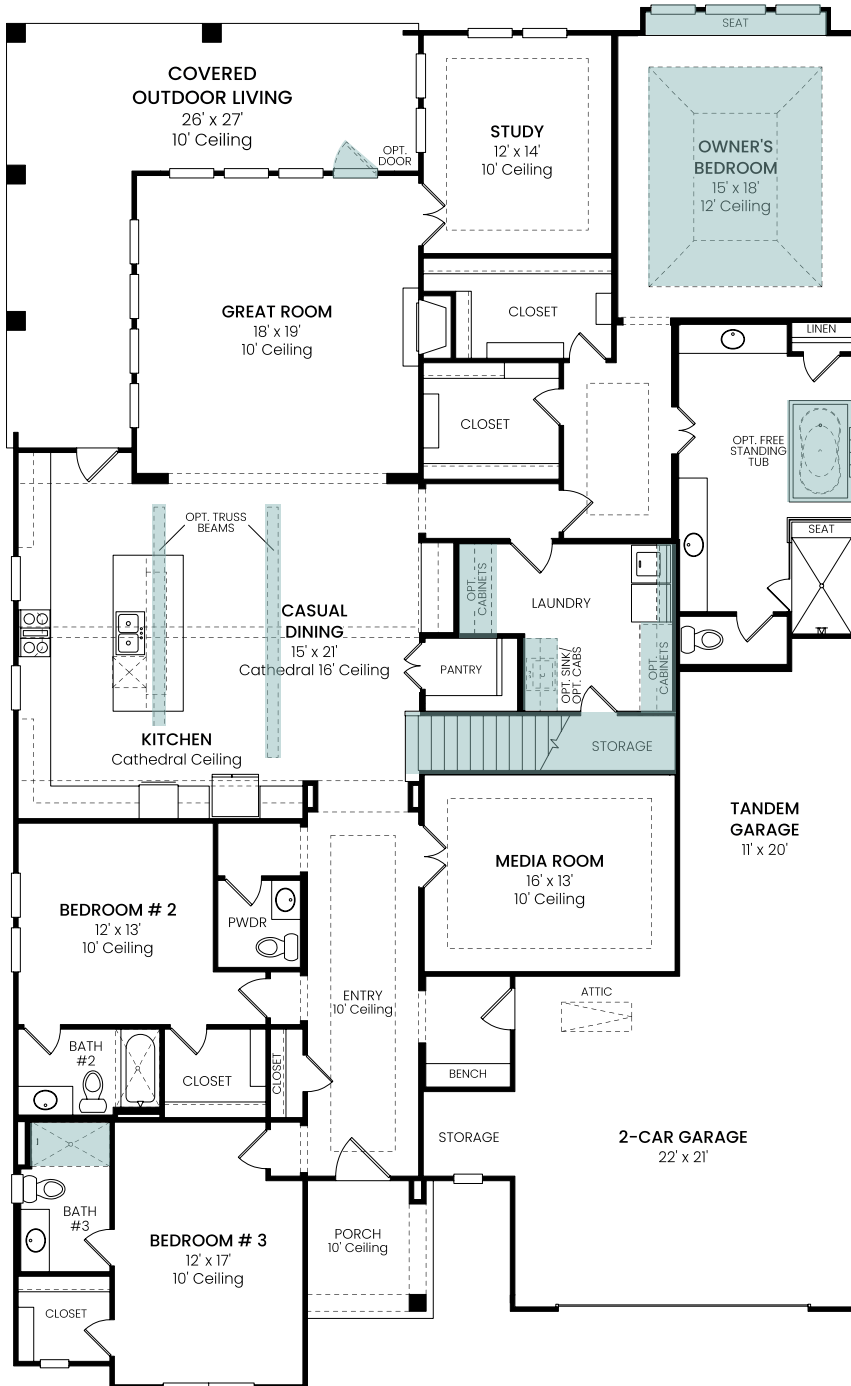 SEAT
COVERED
OUTDOOR LIVING
26' x 27'
10' Ceiling
OPT.
DOOR
STUDY
12' x 14'
10' Ceiling
OWNER'S
BEDROOM
15' x 18'
12' Ceiling
GREAT ROOM
18' x 19'
10' Ceiling
CLOSET
LINEN
CLOSET
OPT. FREE
STANDING
TUB
OPT. TRUSS
BEAMS
SEAT
OPT.
CABINETS
LAUNDRY
CASUAL
DINING
15' x 21'
Cathedral 16' Ceiling
PANTRY
OPT. SINK/
OPT. CABS
OPT.
CABINETS
KITCHEN
Cathedral Ceiling
STORAGE
TANDEM
GARAGE
11' x 20'
MEDIA ROOM
16' x 13'
10' Ceiling
BEDROOM # 2
12' x 13'
10' Ceiling
PWDR
ENTRY
10' Ceiling
ATTIC
BATH
#2
CLOSET
CLOSET
BENCH
STORAGE
2-CAR GARAGE
22' x 21'
BATH
#3
BEDROOM # 3
12' x 17'
10' Ceiling
PORCH
10' Ceiling
CLOSET